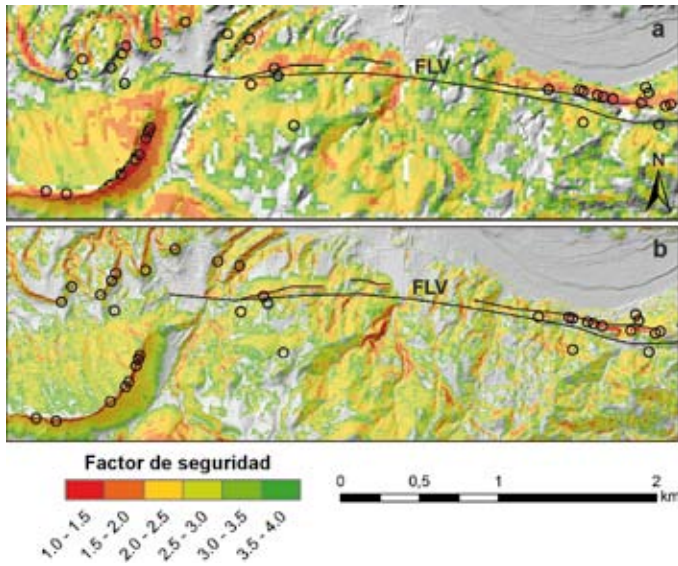 a
FLV
N
b
FLV
Factor de seguridad
1.0 - 1.5
1.5 - 2.0
2.0 - 2.5
2.5 - 3.0
3.0 - 3.5
3.5 - 4.0
0 0,5 1 2
km